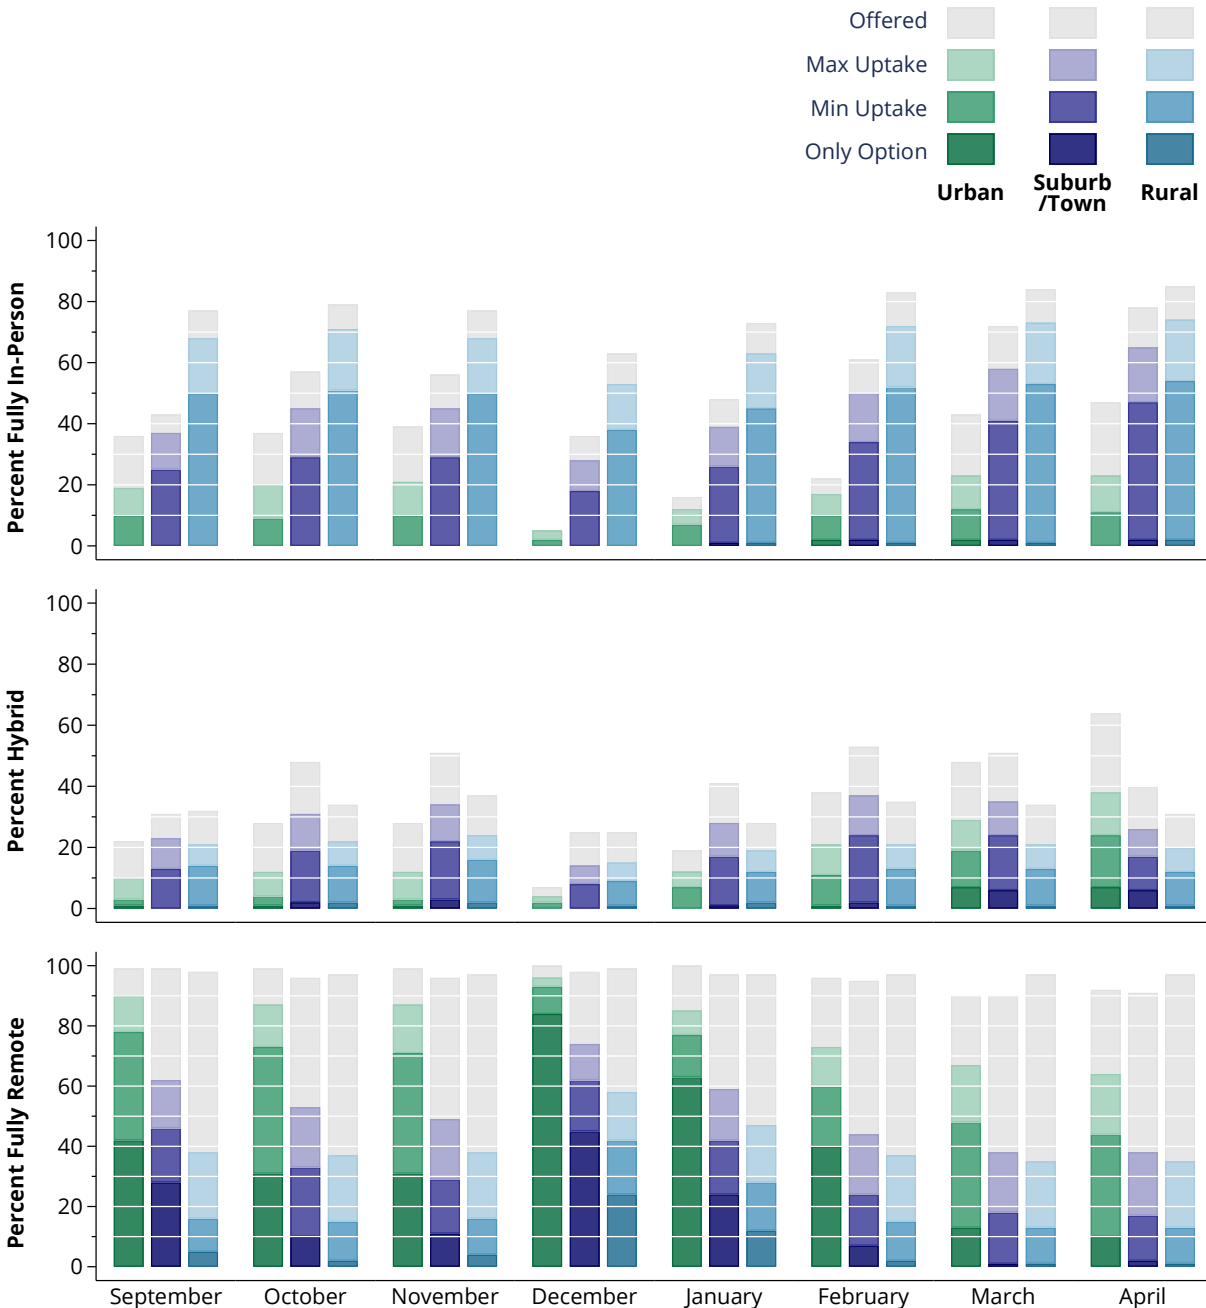 Offered
Max Uptake
Min Uptake
Only Option
Urban
Suburb
/Town
Rural
Percent Fully In-Person
100
80
60
40
20
0
Percent Hybrid
100
80
60
40
20
0
Percent Fully Remote
100
80
60
40
20
0
September October November December January February March April